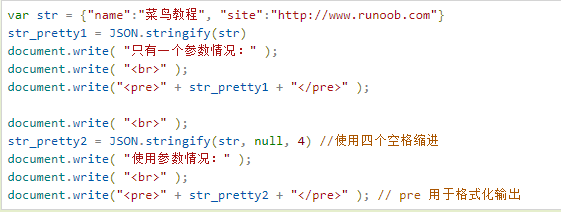 var str = {"name":"菜鸟教程", "site":"http://www.runoob.com"}
str_pretty1 = JSON.stringify(str)
document.write( "只有一个参数情况：" );
document.write( "<br>" );
document.write("<pre>" + str_pretty1 + "</pre>" );
document.write( "<br>" );
str_pretty2 = JSON.stringify(str, null, 4) //使用四个空格缩进
document.write( "使用参数情况：" );
document.write( "<br>" );
document.write("<pre>" + str_pretty2 + "</pre>" ); // pre 用于格式化输出